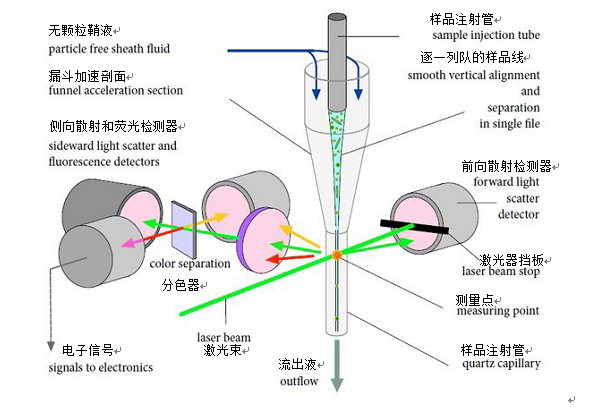 无颗粒鞘液
particle free sheath fluid
漏斗加速剖面
funnel acceleration section
侧向散射和荧光检测器
sideward light scatter and
fluorescence detectors
样品注射管
sample injection tube
逐一列队的样品线
smooth vertical alignment
and
separation
in single file
前向散射检测器
forward light
scatter
detector
激光器挡板
laser beam stop
color separation
分色器
测量点
measuring point
laser beam
激光束
电子信号
signals to electronics
流出液
outflow
样品注射管
quartz capillary